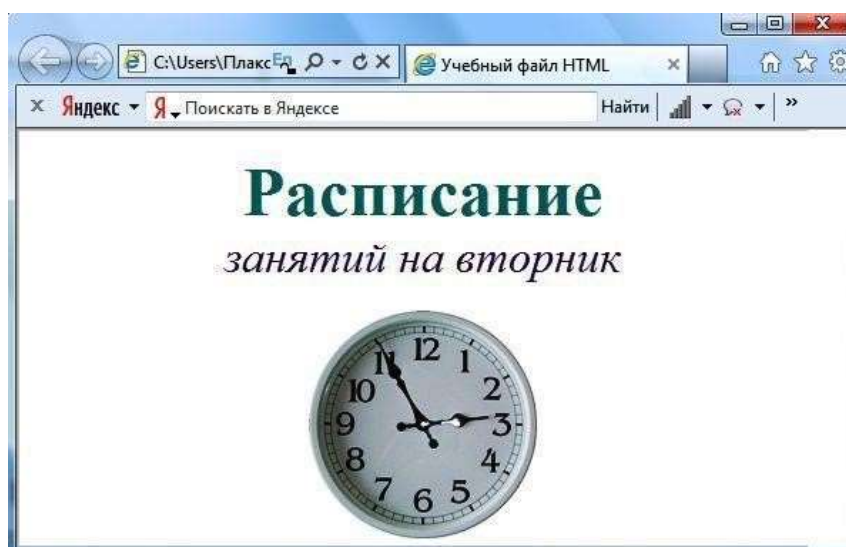 C:\Users\Плакс
Учебный файл HTML
Яндекс Я Поискать в Яндексе Найти
Расписание
занятий на вторник
12
11 1
10 2
9 3
8 4
7 5
6